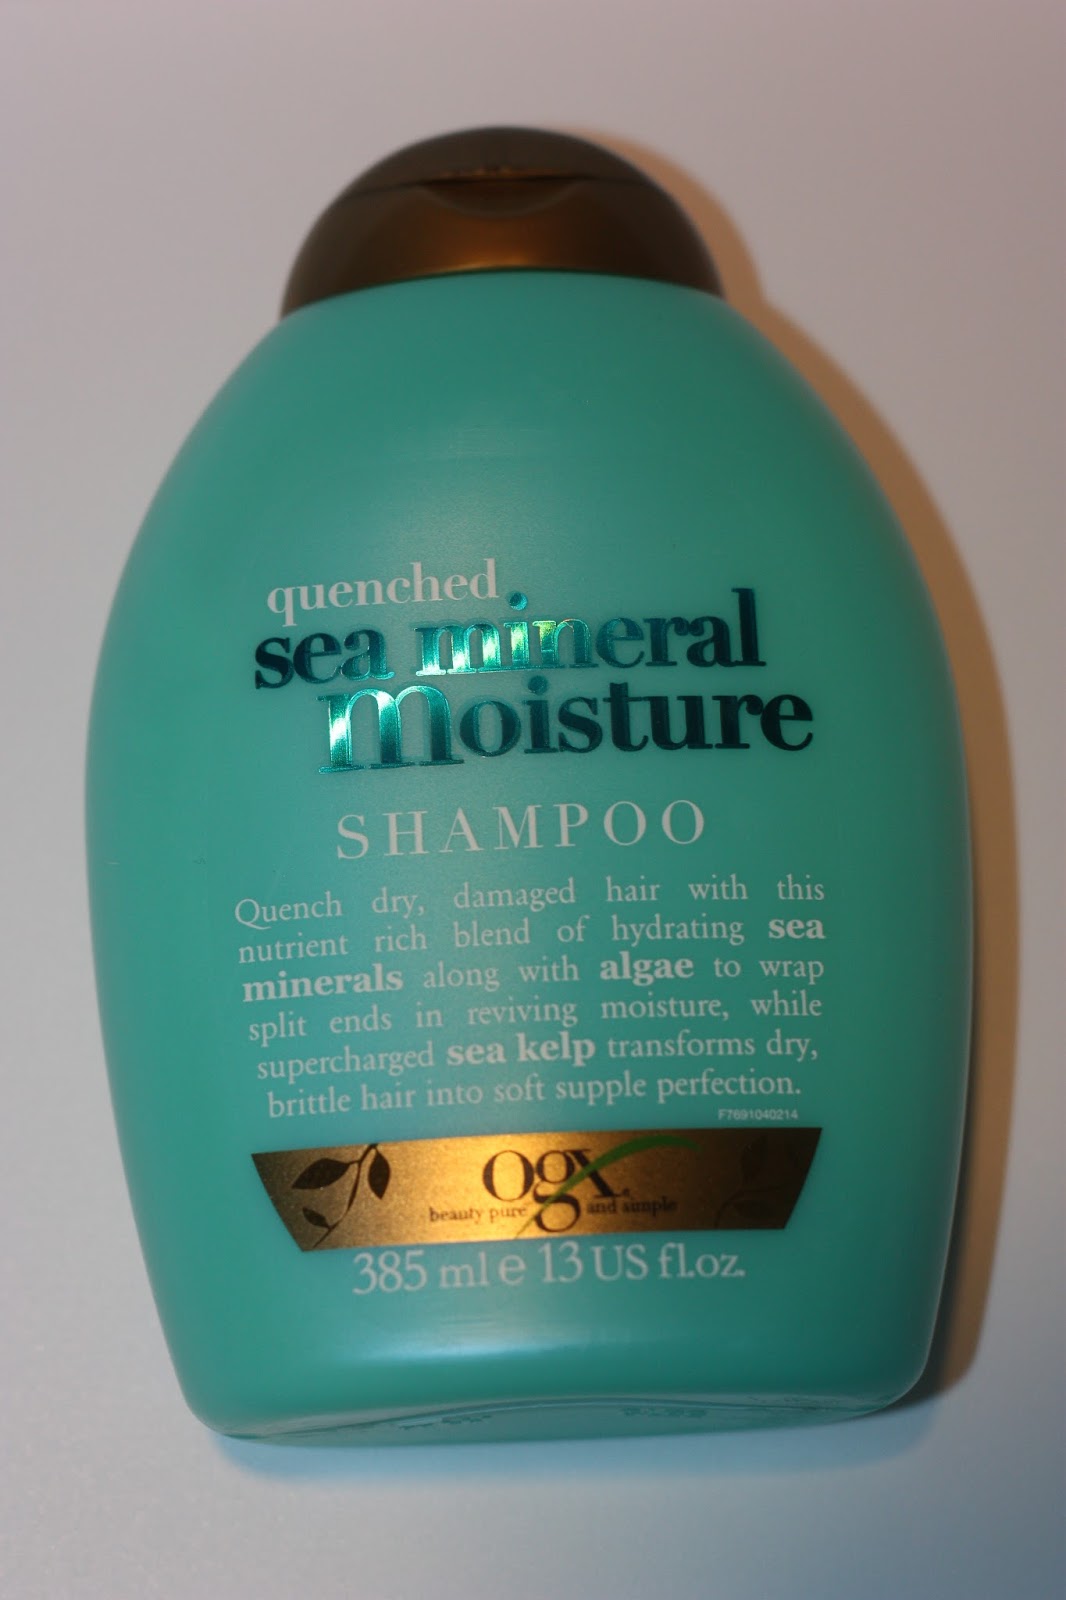 quenched
sea mineral
moisture
SHAMPOO
Quench dry, damaged hair with this
nutrient rich blend of hydrating sea
minerals along with algae to wrap
split ends in reviving moisture, while
supercharged sea kelp transforms dry,
brittle hair into soft supple perfection.
F7691040214
ogx®
beauty pure and simple
385 ml e 13 US fl.oz.